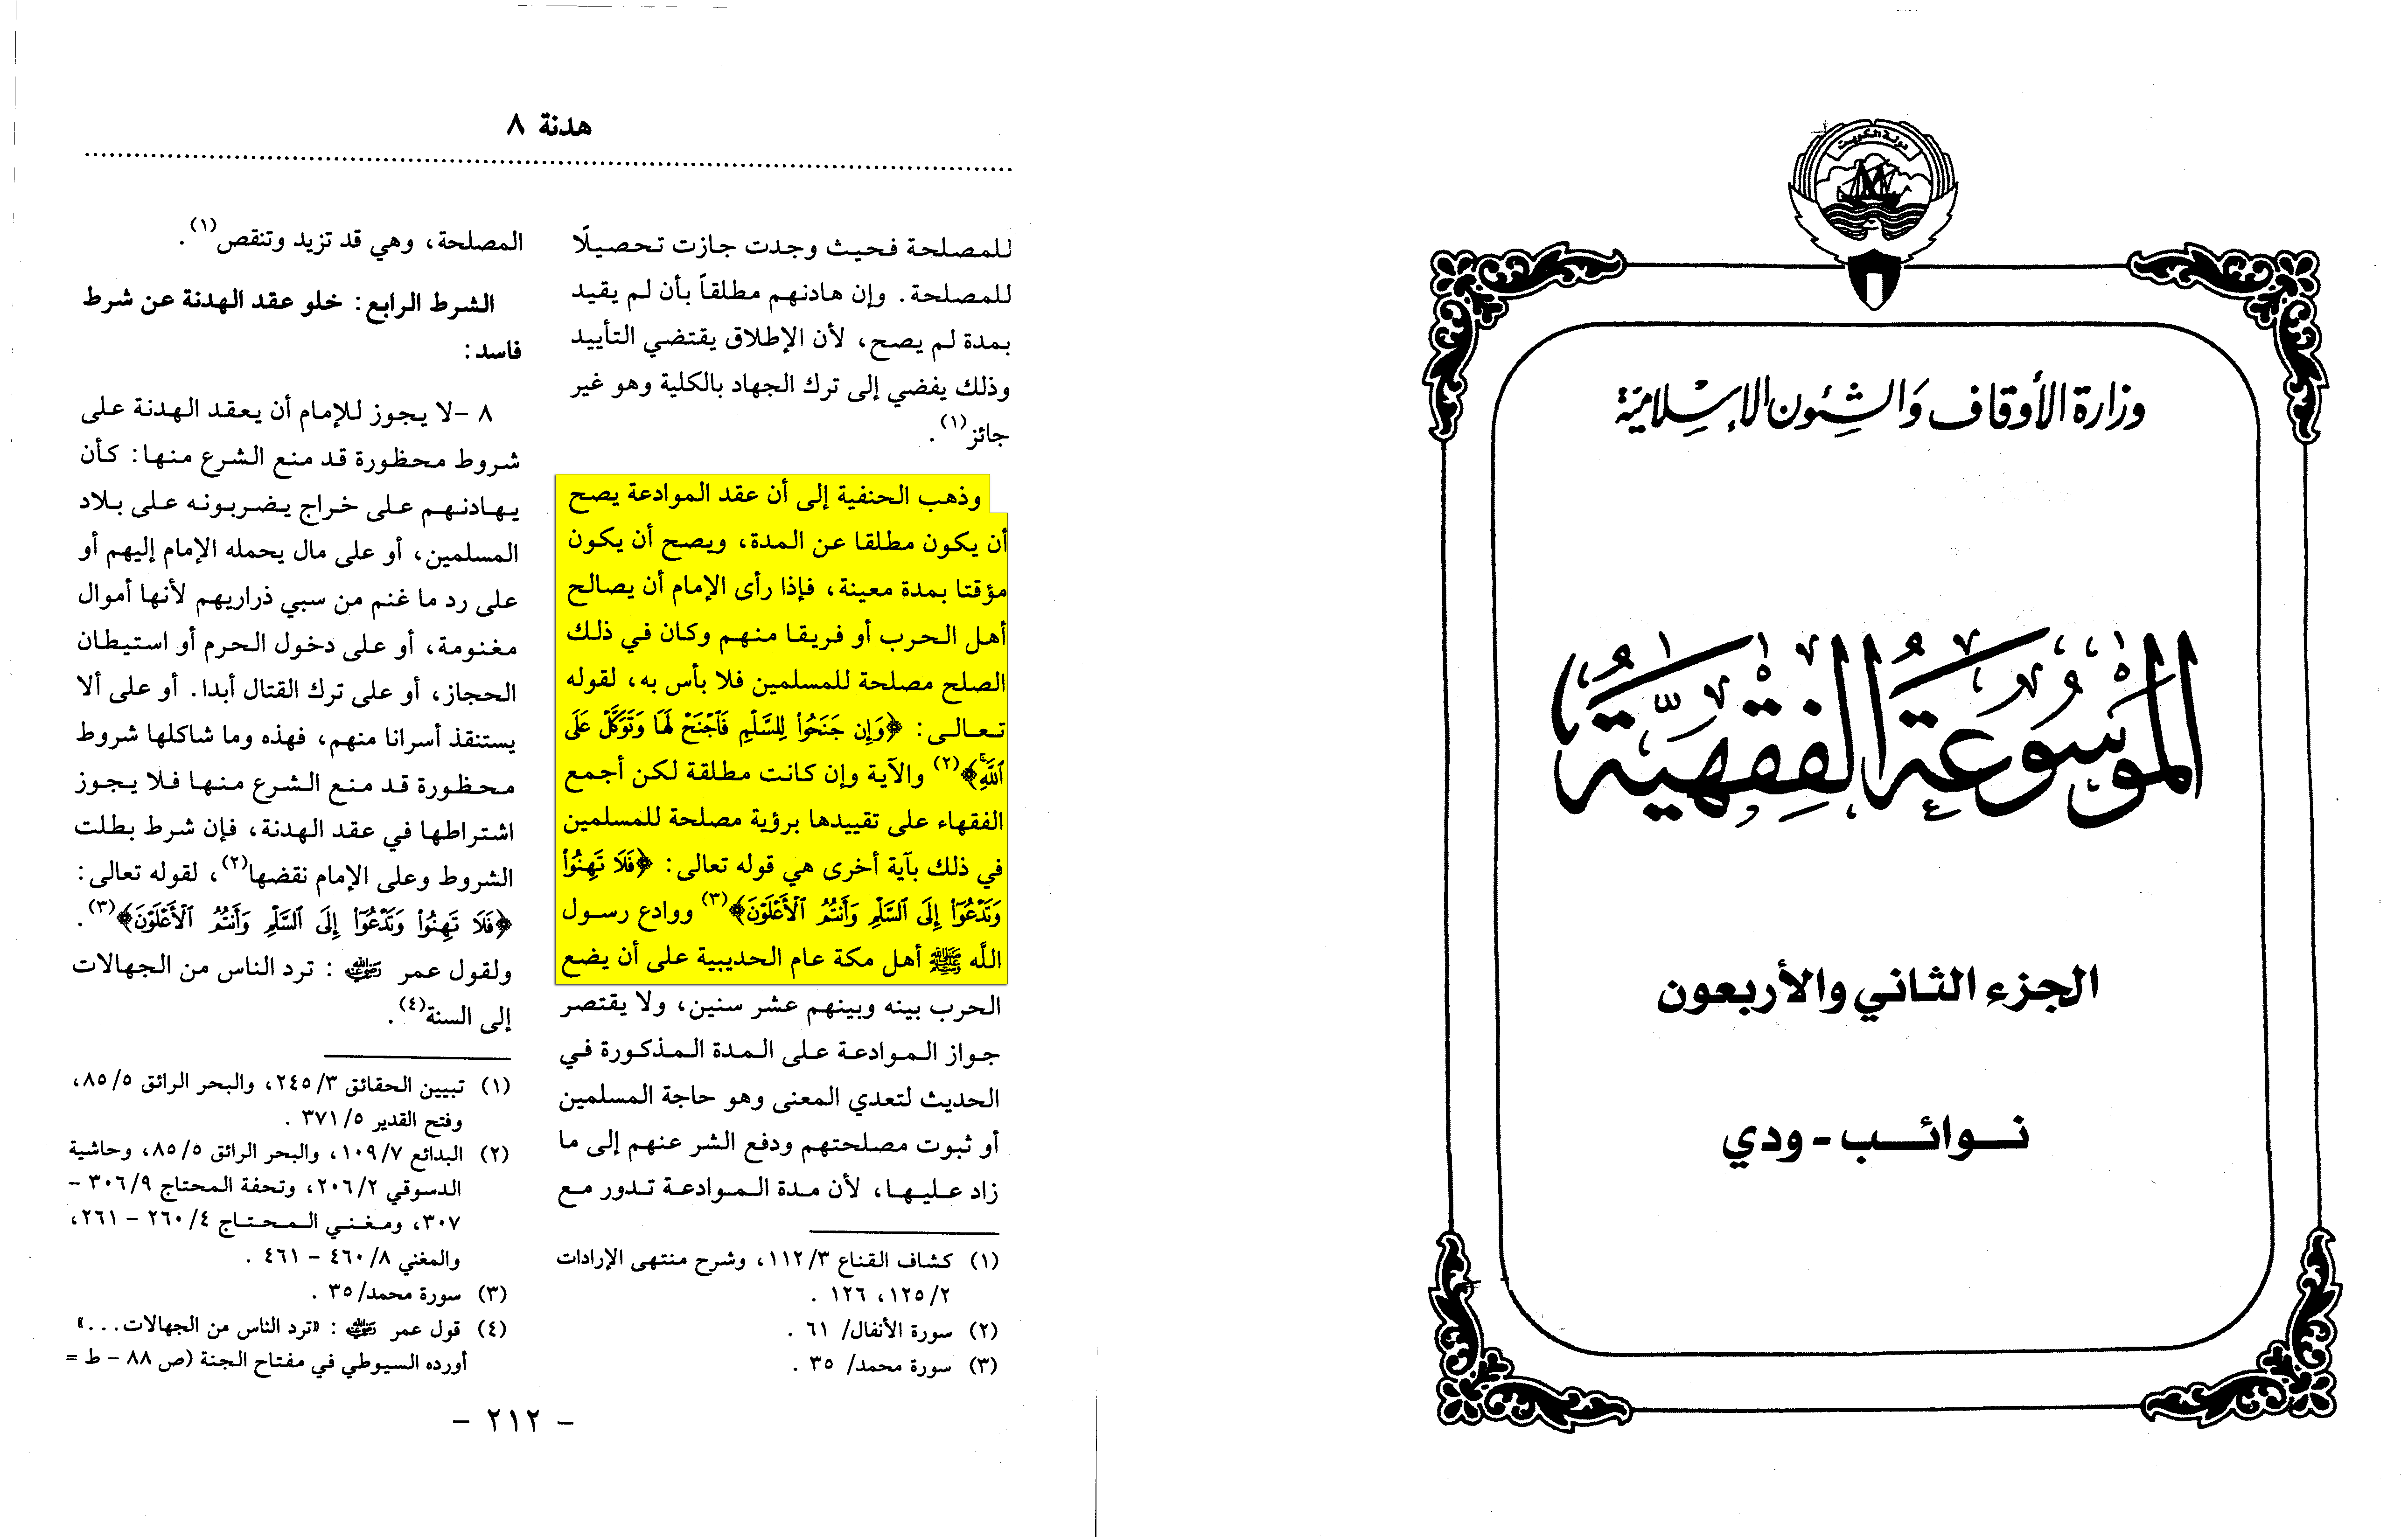 دولة الكويت
وزارة الأوقاف والشئون الإسلامية
الموسوعة الفقهية
الجزء الثاني والأربعون
نوائب - ودي
هدنة ٨
للمصلحة فحيث وجدت جازت تحصيلًا
للمصلحة. وإن هادنهم مطلقاً بأن لم يقيد
بمدة لم يصح، لأن الإطلاق يقتضي التأييد
وذلك يفضي إلى ترك الجهاد بالكلية وهو غير
جائز(١).
وذهب الحنفية إلى أن عقد الموادعة يصح
أن يكون مطلقا عن المدة، ويصح أن يكون
مؤقتا بمدة معينة، فإذا رأى الإمام أن يصالح
أهل الحرب أو فريقا منهم وكان في ذلك
الصلح مصلحة للمسلمين فلا بأس به، لقوله
تعالى: ﴿وَإِن جَنَحُواْ لِلسَّلْمِ فَٱجْنَحْ لَهَا وَتَوَكَّلْ عَلَى
ٱللَّهِۚ﴾(٢) والآية وإن كانت مطلقة لكن أجمع
الفقهاء على تقييدها برؤية مصلحة للمسلمين
في ذلك بآية أخرى هي قوله تعالى: ﴿فَلَا تَهِنُواْ
وَتَدْعُوٓاْ إِلَى ٱلسَّلْمِ وَأَنتُمُ ٱلْأَعْلَوْنَ﴾(٣) ووادع رسول
اللَّه ﷺ أهل مكة عام الحديبية على أن يضع
الحرب بينه وبينهم عشر سنين، ولا يقتصر
جواز الموادعة على المدة المذكورة في
الحديث لتعدي المعنى وهو حاجة المسلمين
أو ثبوت مصلحتهم ودفع الشر عنهم إلى ما
زاد عليها، لأن مدة الموادعة تدور مع
(١) كشاف القناع ٣/ ١١٢، وشرح منتهى الإرادات
٢/ ١٢٥، ١٢٦ .
(٢) سورة الأنفال/ ٦١ .
(٣) سورة محمد/ ٣٥ .
المصلحة، وهي قد تزيد وتنقص(١).
الشرط الرابع: خلو عقد الهدنة عن شرط
فاسد:
٨ -لا يجوز للإمام أن يعقد الهدنة على
شروط محظورة قد منع الشرع منها: كأن
يهادنهم على خراج يضربونه على بلاد
المسلمين، أو على مال يحمله الإمام إليهم أو
على رد ما غنم من سبي ذراريهم لأنها أموال
مغنومة، أو على دخول الحرم أو استيطان
الحجاز، أو على ترك القتال أبدا. أو على ألا
يستنقذ أسرانا منهم، فهذه وما شاكلها شروط
محظورة قد منع الشرع منها فلا يجوز
اشتراطها في عقد الهدنة، فإن شرط بطلت
الشروط وعلى الإمام نقضها(٢)، لقوله تعالى:
﴿فَلَا تَهِنُواْ وَتَدْعُوٓاْ إِلَى ٱلسَّلْمِ وَأَنتُمُ ٱلْأَعْلَوْنَ﴾(٣).
ولقول عمر رضي الله عنه: ترد الناس من الجهالات
إلى السنة(٤).
(١) تبيين الحقائق ٣/ ٢٤٥، والبحر الرائق ٥/ ٨٥،
وفتح القدير ٥/ ٣٧١ .
(٢) البدائع ٧/ ١٠٩، والبحر الرائق ٥/ ٨٥، وحاشية
الدسوقي ٢/ ٢٠٦، وتحفة المحتاج ٩/ ٣٠٦ -
٣٠٧، ومغني المحتاج ٤/ ٢٦٠ - ٢٦١،
والمغني ٨/ ٤٦٠ - ٤٦١ .
(٣) سورة محمد/ ٣٥ .
(٤) قول عمر رضي الله عنه: «ترد الناس من الجهالات...»
أورده السيوطي في مفتاح الجنة (ص ٨٨ - ط =
- ٢١٢ -